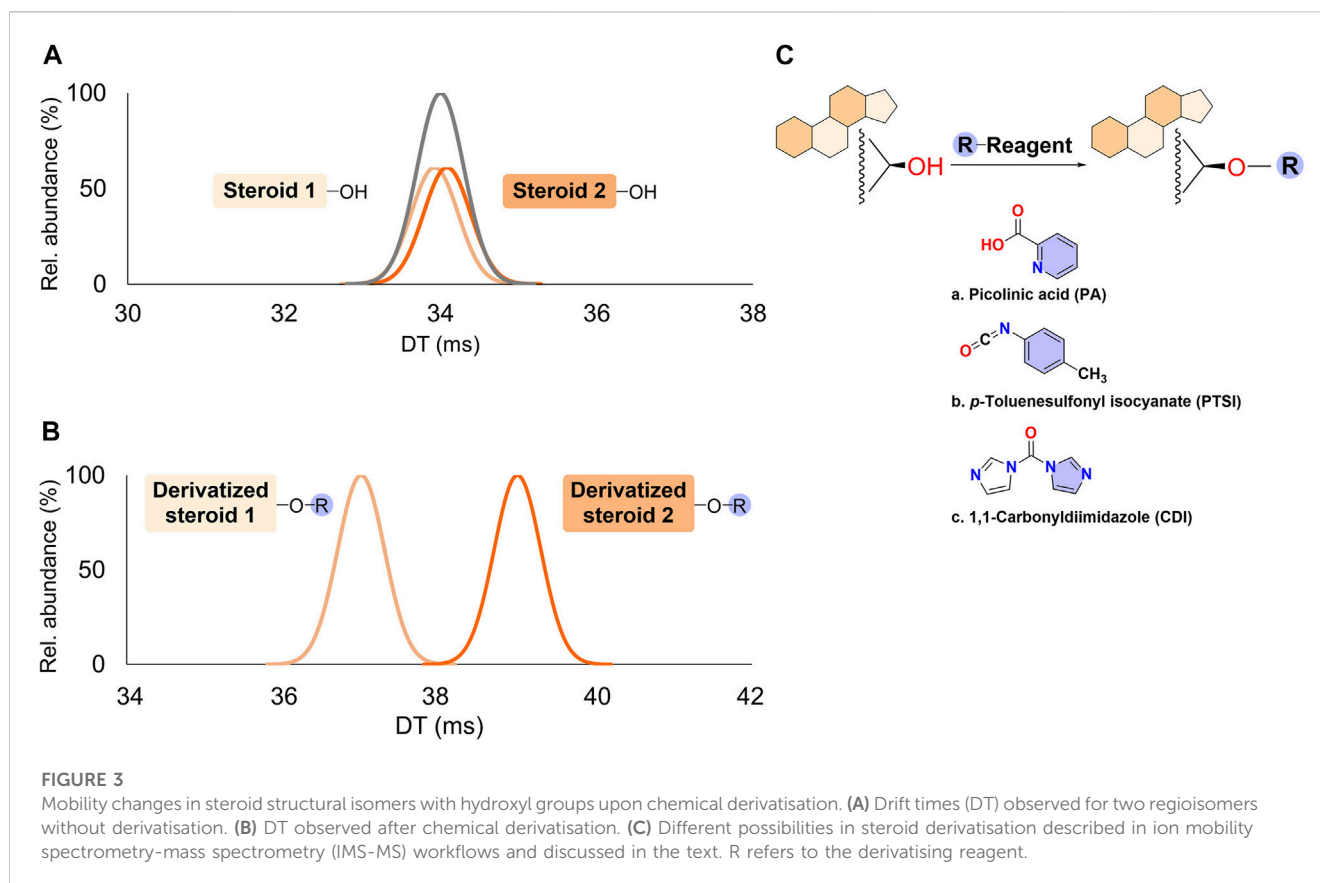 A
Rel. abundance (%)
100
50
0
Steroid 1 –OH
Steroid 2 –OH
30 32 34 36 38
DT (ms)
B
Rel. abundance (%)
100
50
0
Derivatized
steroid 1 –O–R
Derivatized
steroid 2 –O–R
34 36 38 40 42
DT (ms)
C
OH
R–Reagent
O–R
O
HO
N
a. Picolinic acid (PA)
O=C=N
CH3
b. p-Toluenesulfonyl isocyanate (PTSI)
O
N N N N
c. 1,1-Carbonyldiimidazole (CDI)
FIGURE 3
Mobility changes in steroid structural isomers with hydroxyl groups upon chemical derivatisation. (A) Drift times (DT) observed for two regioisomers
without derivatisation. (B) DT observed after chemical derivatisation. (C) Different possibilities in steroid derivatisation described in ion mobility
spectrometry-mass spectrometry (IMS-MS) workflows and discussed in the text. R refers to the derivatising reagent.